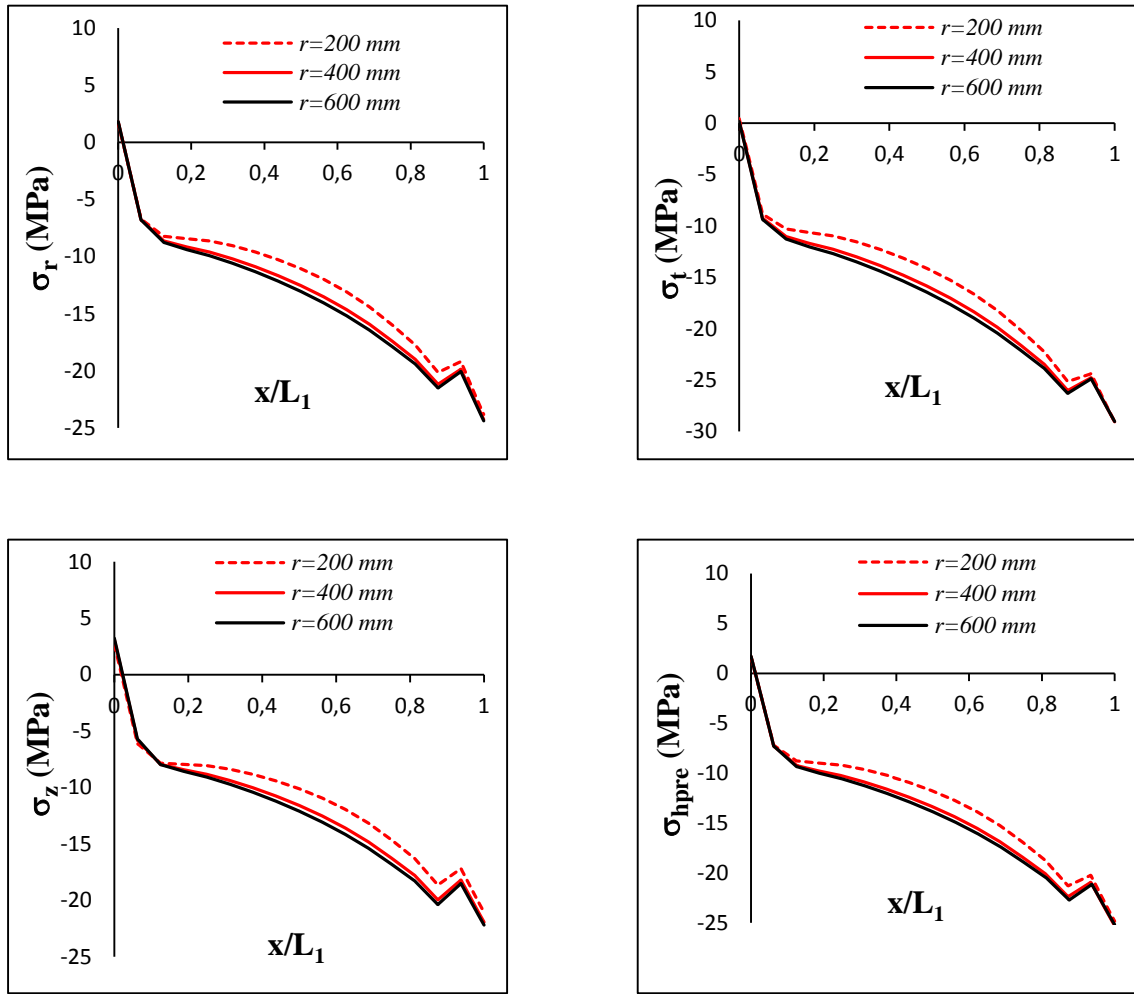 10
5
0
-5
-10
-15
-20
-25
0
0,2
0,4
0,6
0,8
1
σr (MPa)
x/L1
r=200 mm
r=400 mm
r=600 mm
10
5
0
-5
-10
-15
-20
-25
-30
0
0,2
0,4
0,6
0,8
1
σt (MPa)
x/L1
r=200 mm
r=400 mm
r=600 mm
10
5
0
-5
-10
-15
-20
-25
0
0,2
0,4
0,6
0,8
1
σz (MPa)
x/L1
r=200 mm
r=400 mm
r=600 mm
10
5
0
-5
-10
-15
-20
-25
0
0,2
0,4
0,6
0,8
1
σhpre (MPa)
x/L1
r=200 mm
r=400 mm
r=600 mm